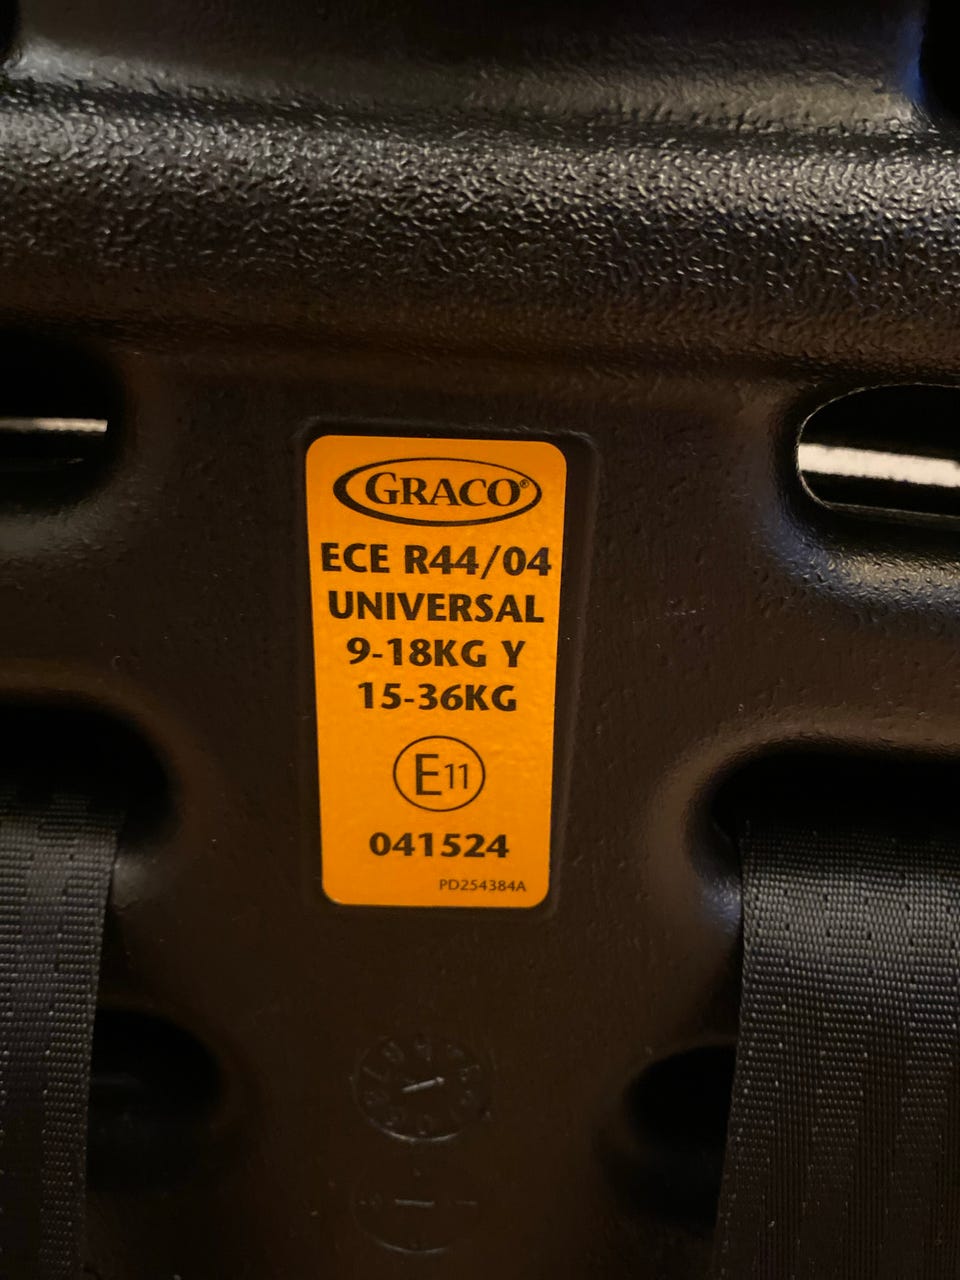 GRACO®
ECE R44/04
UNIVERSAL
9-18KG Y
15-36KG
E11
041524
PD254384A